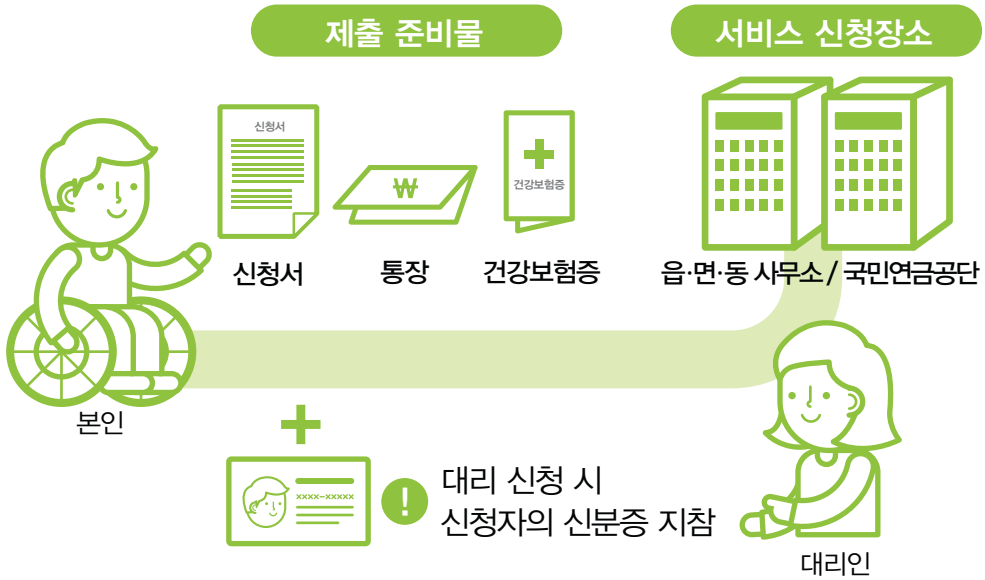 제출 준비물
서비스 신청장소
신청서
₩
건강보험증
신청서
통장
건강보험증
읍·면·동 사무소 / 국민연금공단
본인
xxxx-xxxxx
!
대리 신청 시
신청자의 신분증 지참
대리인